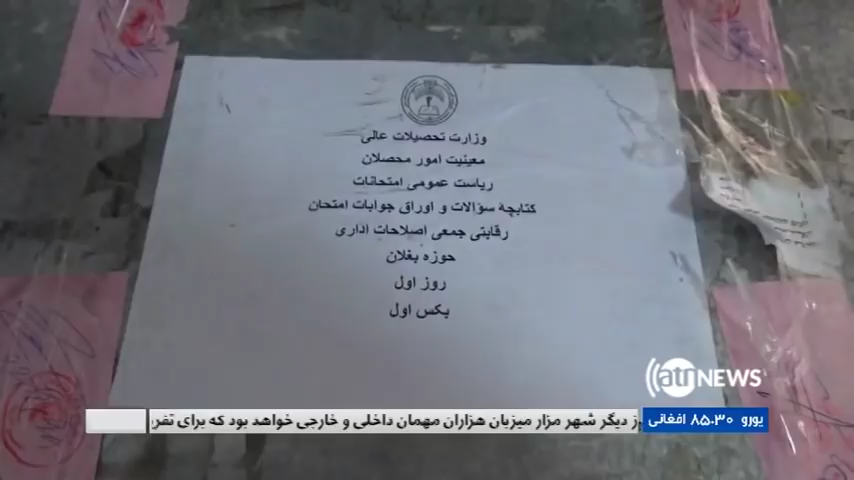 وزارت تحصیلات عالی
معینیت امور محصلان
ریاست عمومی امتحانات
کتابچهٔ سؤالات و اوراق جوابات امتحان
رقابتی جمعی اصلاحات اداری
حوزه بغلان
روز اول
بکس اول
atn NEWS
یورو ۸۵.۳۰ افغانی
دیگر شهر مزار میزبان هزاران مهمان داخلی و خارجی خواهد بود که برای